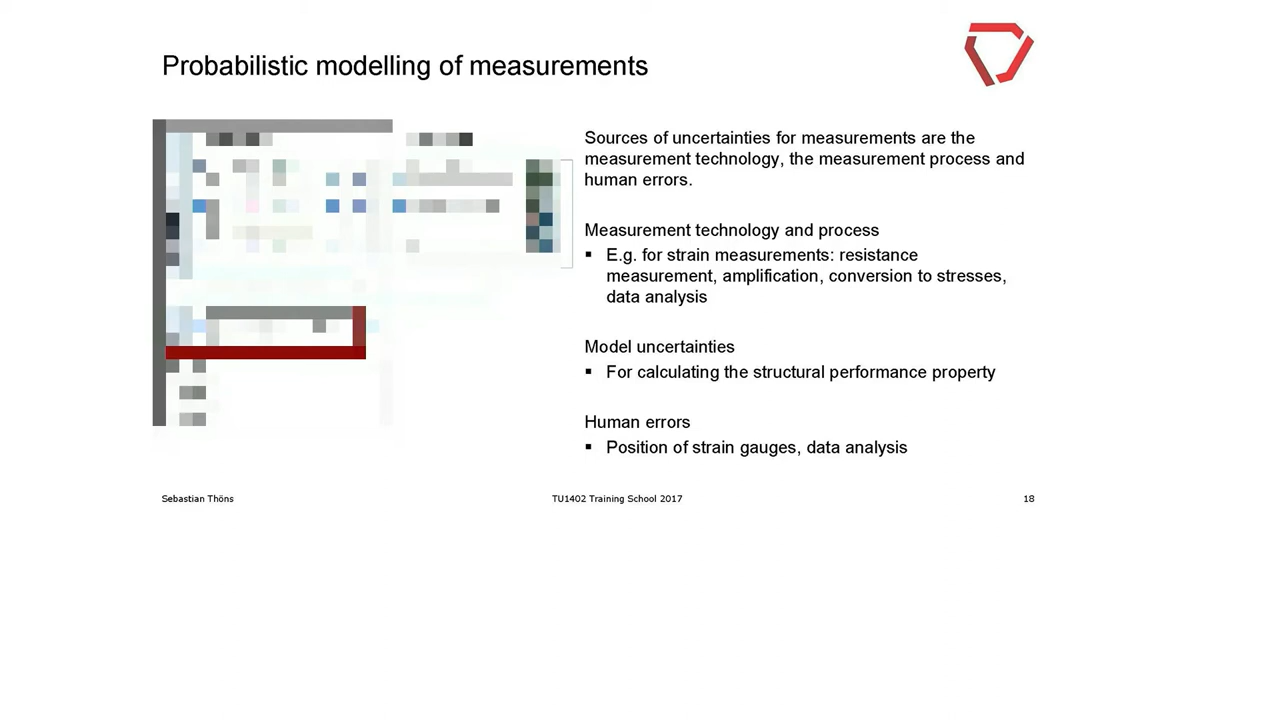 Probabilistic modelling of measurements
Sources of uncertainties for measurements are the
measurement technology, the measurement process and
human errors.
Measurement technology and process
▪ E.g. for strain measurements: resistance
measurement, amplification, conversion to stresses,
data analysis
Model uncertainties
▪ For calculating the structural performance property
Human errors
▪ Position of strain gauges, data analysis
Sebastian Thöns
TU1402 Training School 2017
18